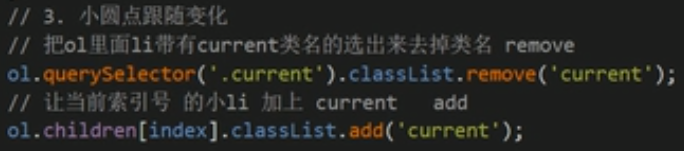 // 3. 小圆点跟随变化
// 把ol里面li带有current类名的选出来去掉类名 remove
ol.querySelector('.current').classList.remove('current');
// 让当前索引号 的小li 加上 current   add
ol.children[index].classList.add('current');